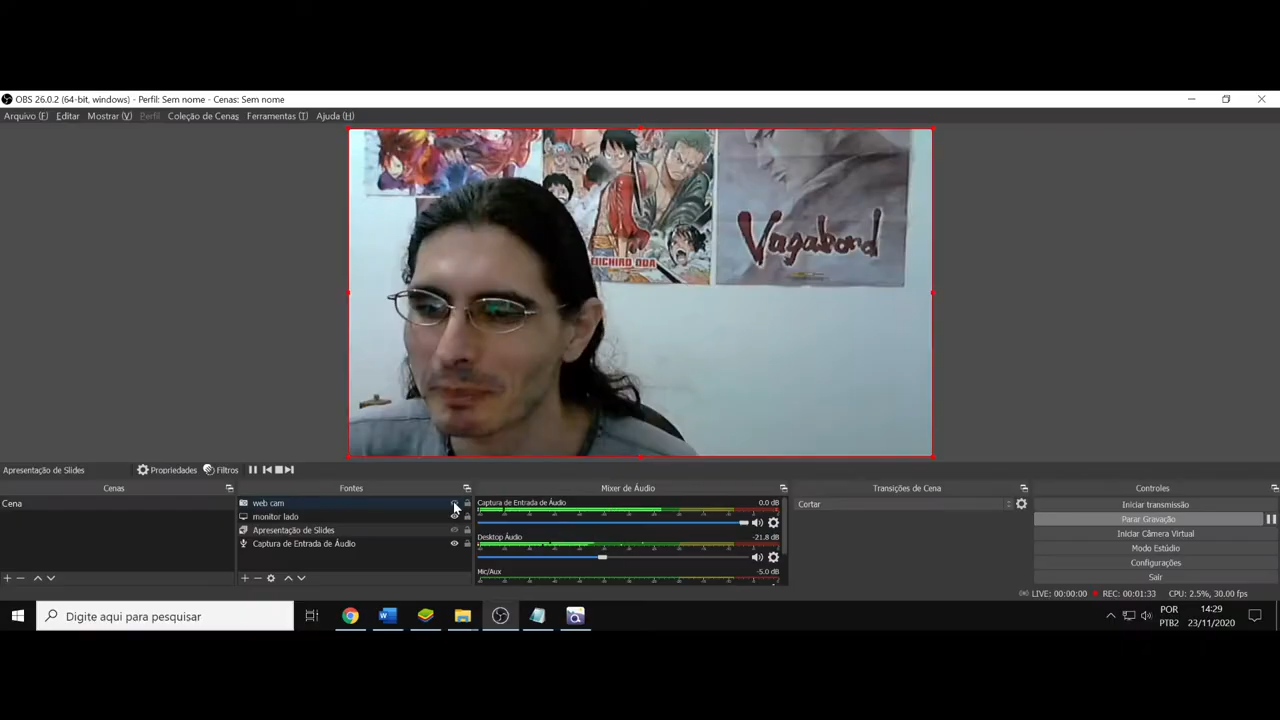 OBS 26.0.2 (64-bit, windows) - Perfil: Sem nome - Cenas: Sem nome
Arquivo (F) Editar Mostrar (V) Perfil Coleção de Cenas Ferramentas (T) Ajuda (H)
EIICHIRO ODA
Vagabond
Apresentação de Slides Propriedades Filtros
Cenas Fontes Mixer de Áudio Transições de Cena Controles
Cena
web cam
monitor lado
Apresentação de Slides
Captura de Entrada de Áudio
Captura de Entrada de Áudio 0.0 dB
Desktop Áudio -21.8 dB
Mic/Aux -5.0 dB
Cortar
Iniciar transmissão
Parar Gravação
Iniciar Câmera Virtual
Modo Estúdio
Configurações
Sair
LIVE: 00:00:00 REC: 00:01:33 CPU: 2.5%, 30.00 fps
Digite aqui para pesquisar
POR
PTB2
14:29
23/11/2020